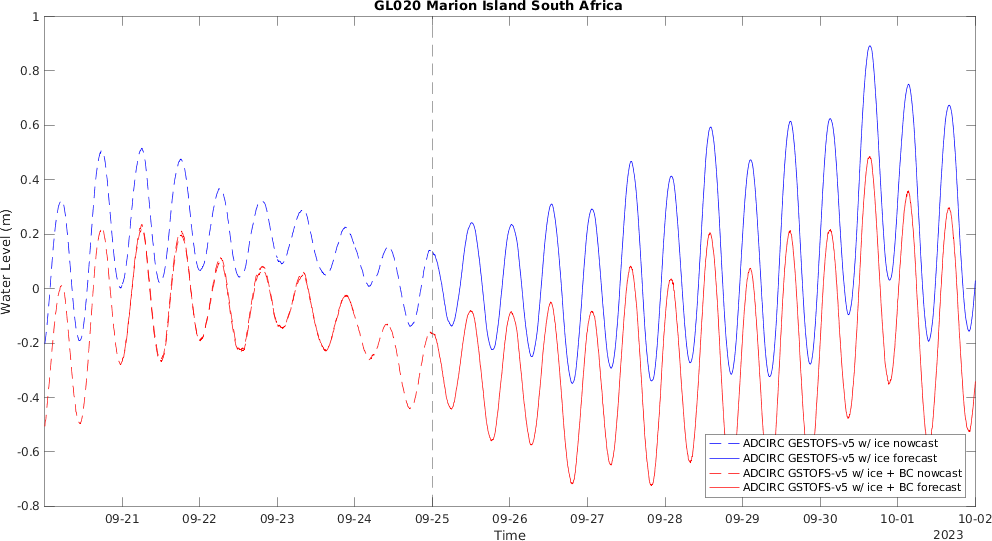 GL020 Marion Island South Africa
1
0.8
0.6
0.4
0.2
0
-0.2
-0.4
-0.6
-0.8
Water Level (m)
ADCIRC GESTOFS-v5 w/ ice nowcast
ADCIRC GESTOFS-v5 w/ ice forecast
ADCIRC GSTOFS-v5 w/ ice + BC nowcast
ADCIRC GSTOFS-v5 w/ ice + BC forecast
09-21 09-22 09-23 09-24 09-25 09-26 09-27 09-28 09-29 09-30 10-01 10-02
Time
2023